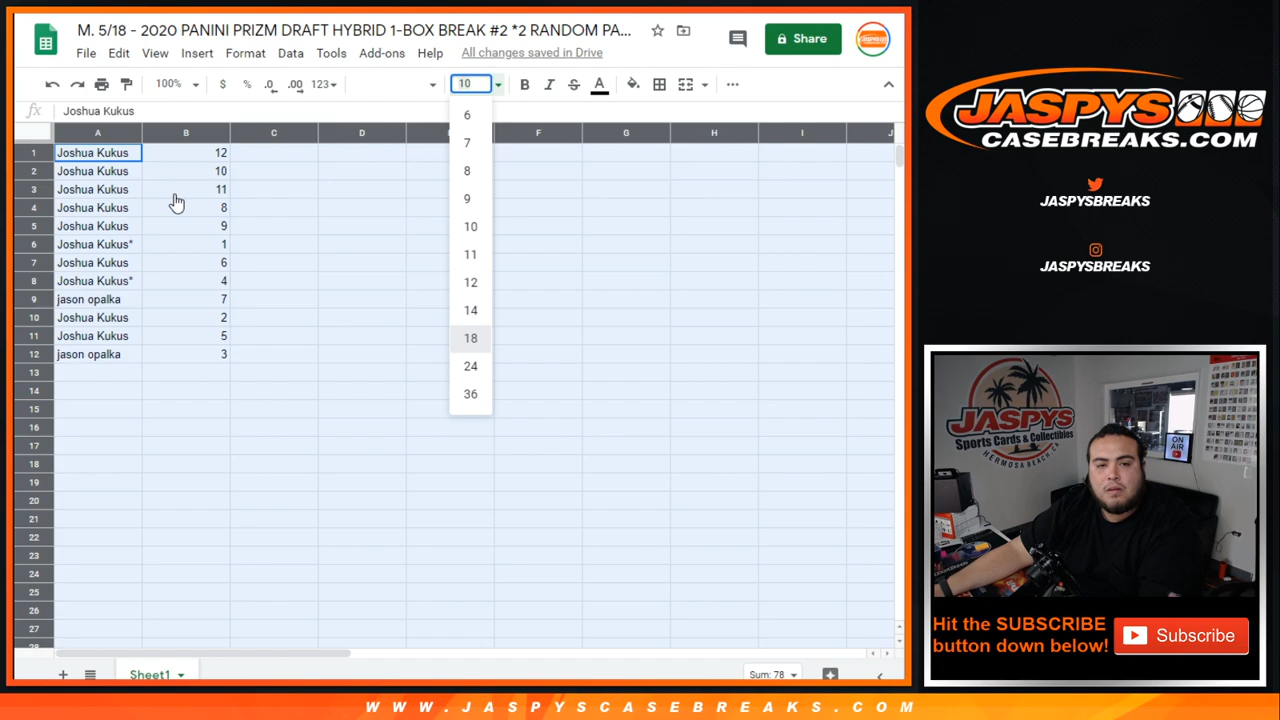 M. 5/18 - 2020 PANINI PRIZM DRAFT HYBRID 1-BOX BREAK #2 *2 RANDOM PA...
Share
File Edit View Insert Format Data Tools Add-ons Help All changes saved in Drive
100% $ % .0 .00 123 10 B I S A
fx Joshua Kukus
A B C D F G H I J
1 Joshua Kukus 12
2 Joshua Kukus 10
3 Joshua Kukus 11
4 Joshua Kukus 8
5 Joshua Kukus 9
6 Joshua Kukus* 1
7 Joshua Kukus 6
8 Joshua Kukus* 4
9 jason opalka 7
10 Joshua Kukus 2
11 Joshua Kukus 5
12 jason opalka 3
13
14
15
16
17
18
19
20
21
22
23
24
25
26
27
6
7
8
9
10
11
12
14
18
24
36
Sheet1
Sum: 78
JASPYS
CASEBREAKS.COM
JASPYSBREAKS
JASPYSBREAKS
JASPYS
Sports Cards & Collectibles
HERMOSA BEACH, CA
ON
AIR
Hit the SUBSCRIBE
button down below!
Subscribe
WWW.JASPYSCASEBREAKS.COM